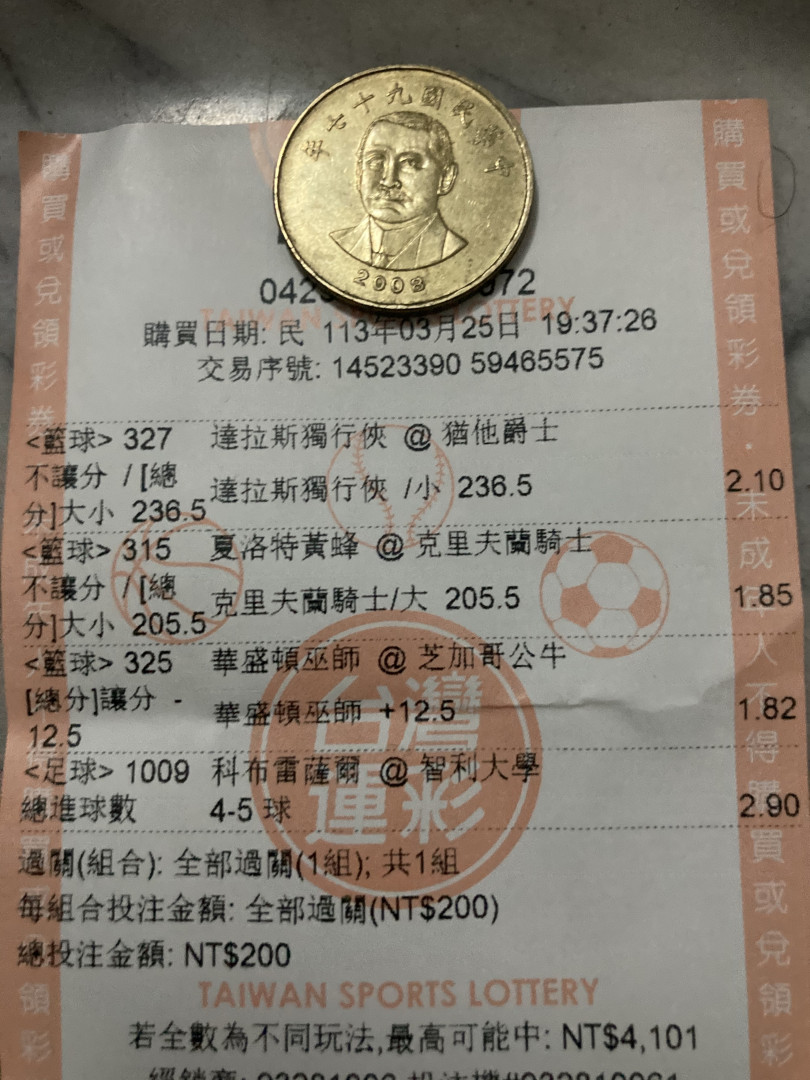 中華民國九十七年
2008
042
972
TAIWAN SPORTS LOTTERY
購買日期: 民 113年03月25日 19:37:26
交易序號: 14523390 59465575
<籃球> 327 達拉斯獨行俠 @ 猶他爵士
不讓分 / [總
分]大小 236.5 達拉斯獨行俠 /小 236.5 2.10
<籃球> 315 夏洛特黃蜂 @ 克里夫蘭騎士
不讓分 / [總
分]大小 205.5 克里夫蘭騎士/大 205.5 1.85
<籃球> 325 華盛頓巫師 @ 芝加哥公牛
[總分]讓分 -
12.5 華盛頓巫師 +12.5 1.82
<足球> 1009 科布雷薩爾 @ 智利大學
總進球數 4-5 球 2.90
台灣
運彩
過關(組合): 全部過關(1組); 共1組
每組合投注金額: 全部過關(NT$200)
總投注金額: NT$200
TAIWAN SPORTS LOTTERY
若全數為不同玩法,最高可能中: NT$4,101
購買或兌領彩券
領彩
購買或兌領彩券・未成年人不得購買或兌領彩